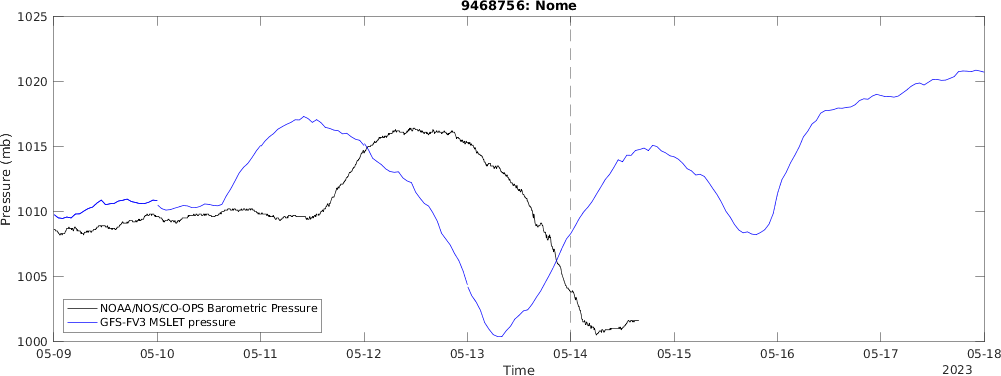 9468756: Nome
1025
1020
1015
1010
1005
1000
Pressure (mb)
NOAA/NOS/CO-OPS Barometric Pressure
GFS-FV3 MSLET pressure
05-09 05-10 05-11 05-12 05-13 05-14 05-15 05-16 05-17 05-18
Time
2023